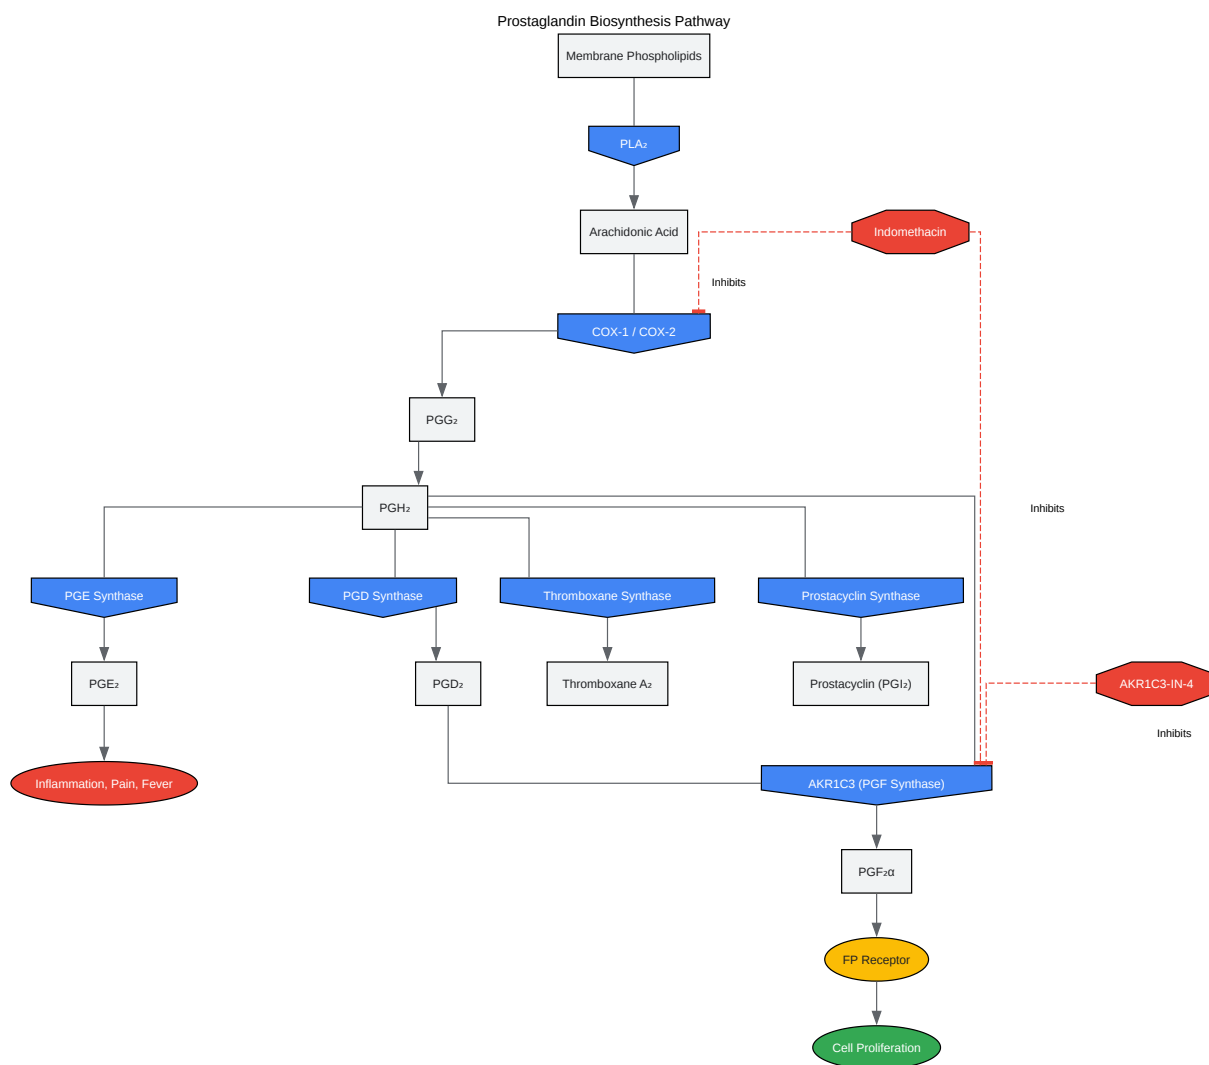 Prostaglandin Biosynthesis Pathway
Membrane Phospholipids
PLA₂
Arachidonic Acid
Indomethacin
Inhibits
COX-1 / COX-2
PGG₂
PGH₂
Inhibits
PGE Synthase
PGD Synthase
Thromboxane Synthase
Prostacyclin Synthase
PGE₂
PGD₂
Thromboxane A₂
Prostacyclin (PGI₂)
AKR1C3-IN-4
Inhibits
Inflammation, Pain, Fever
AKR1C3 (PGF Synthase)
PGF₂α
FP Receptor
Cell Proliferation